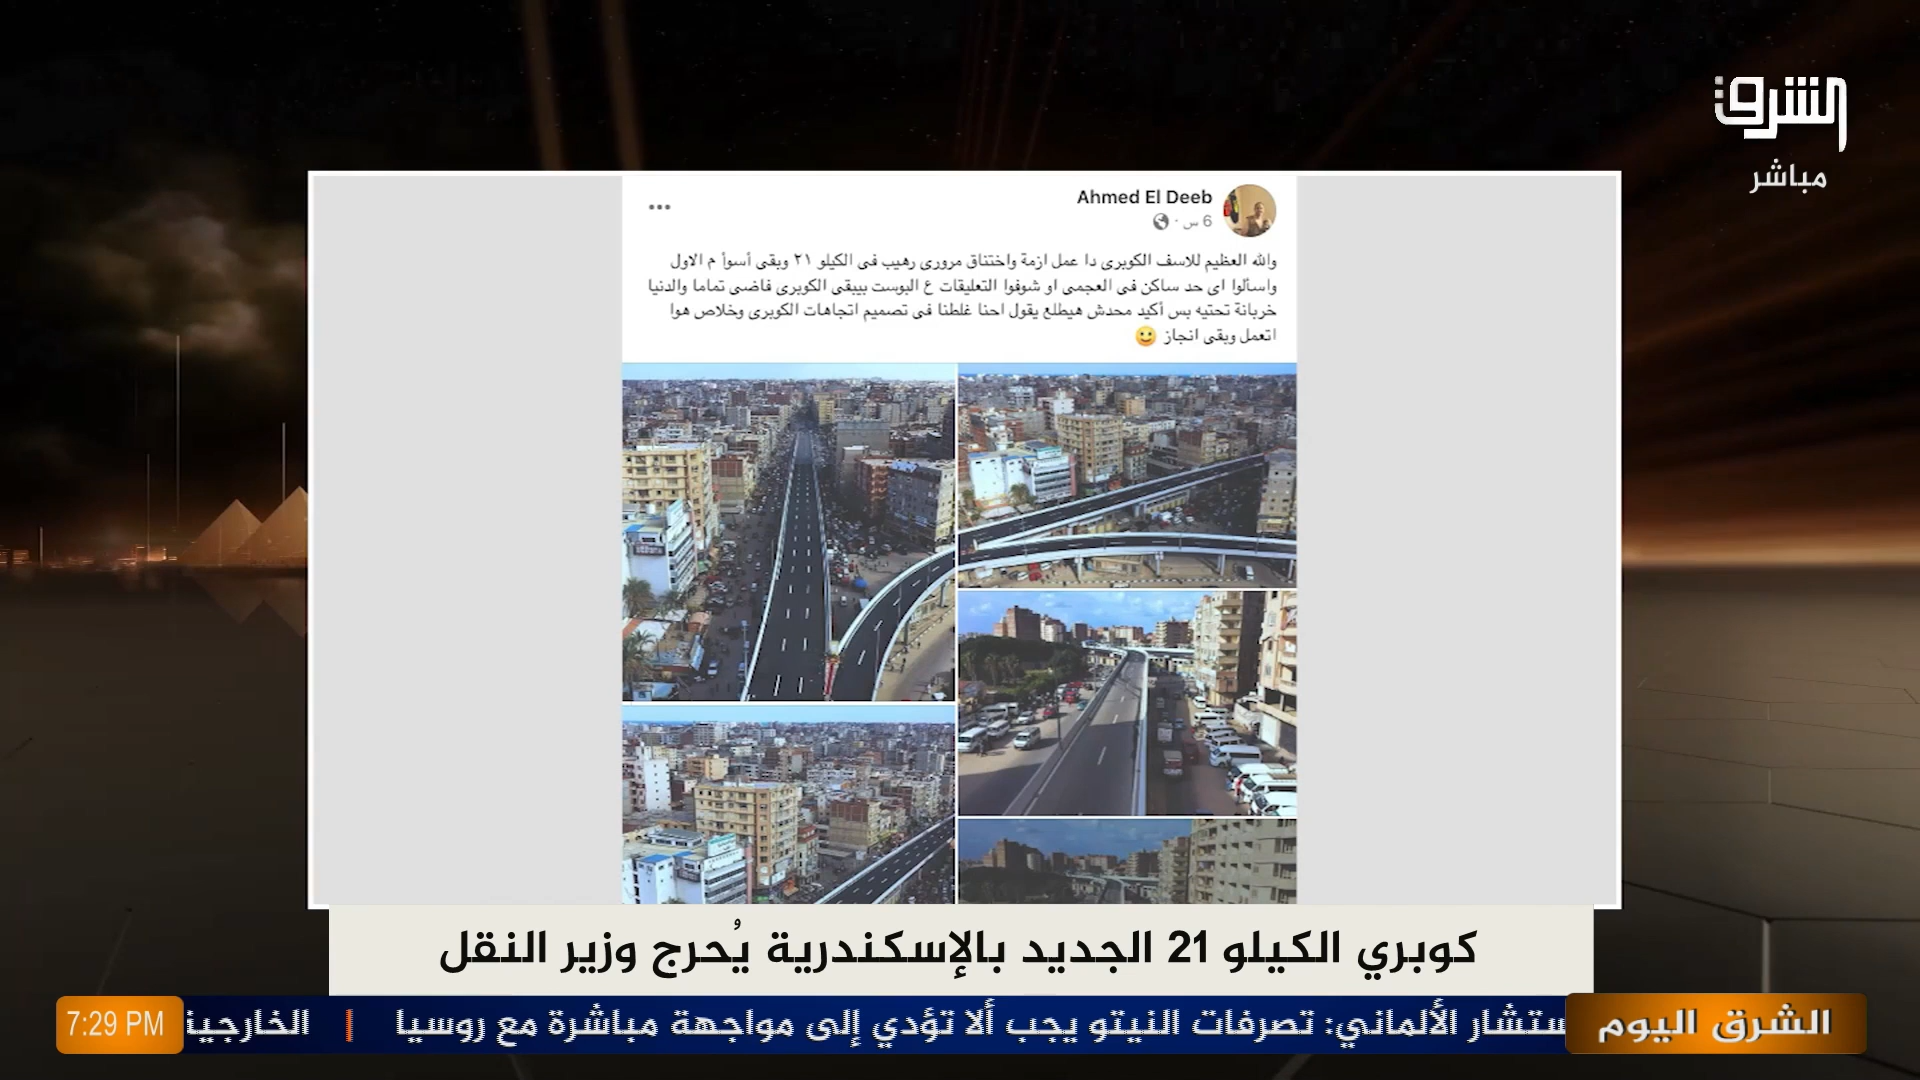 الشرق
مباشر
Ahmed El Deeb
6 س
والله العظيم للاسف الكوبرى دا عمل ازمة واختناق مرورى رهيب فى الكيلو ٢١ وبقى أسوأ م الاول
واسألوا اى حد ساكن فى العجمى او شوفوا التعليقات ع البوست بيبقى الكوبرى فاضى تماما والدنيا
خربانة تحتيه بس أكيد محدش هيطلع يقول احنا غلطنا فى تصميم اتجاهات الكوبرى وخلاص هوا
اتعمل وبقى انجاز 🙂
كوبري الكيلو 21 الجديد بالإسكندرية يُحرج وزير النقل
الشرق اليوم
ستشار الألماني: تصرفات النيتو يجب ألا تؤدي إلى مواجهة مباشرة مع روسيا | الخارجية
7:29 PM